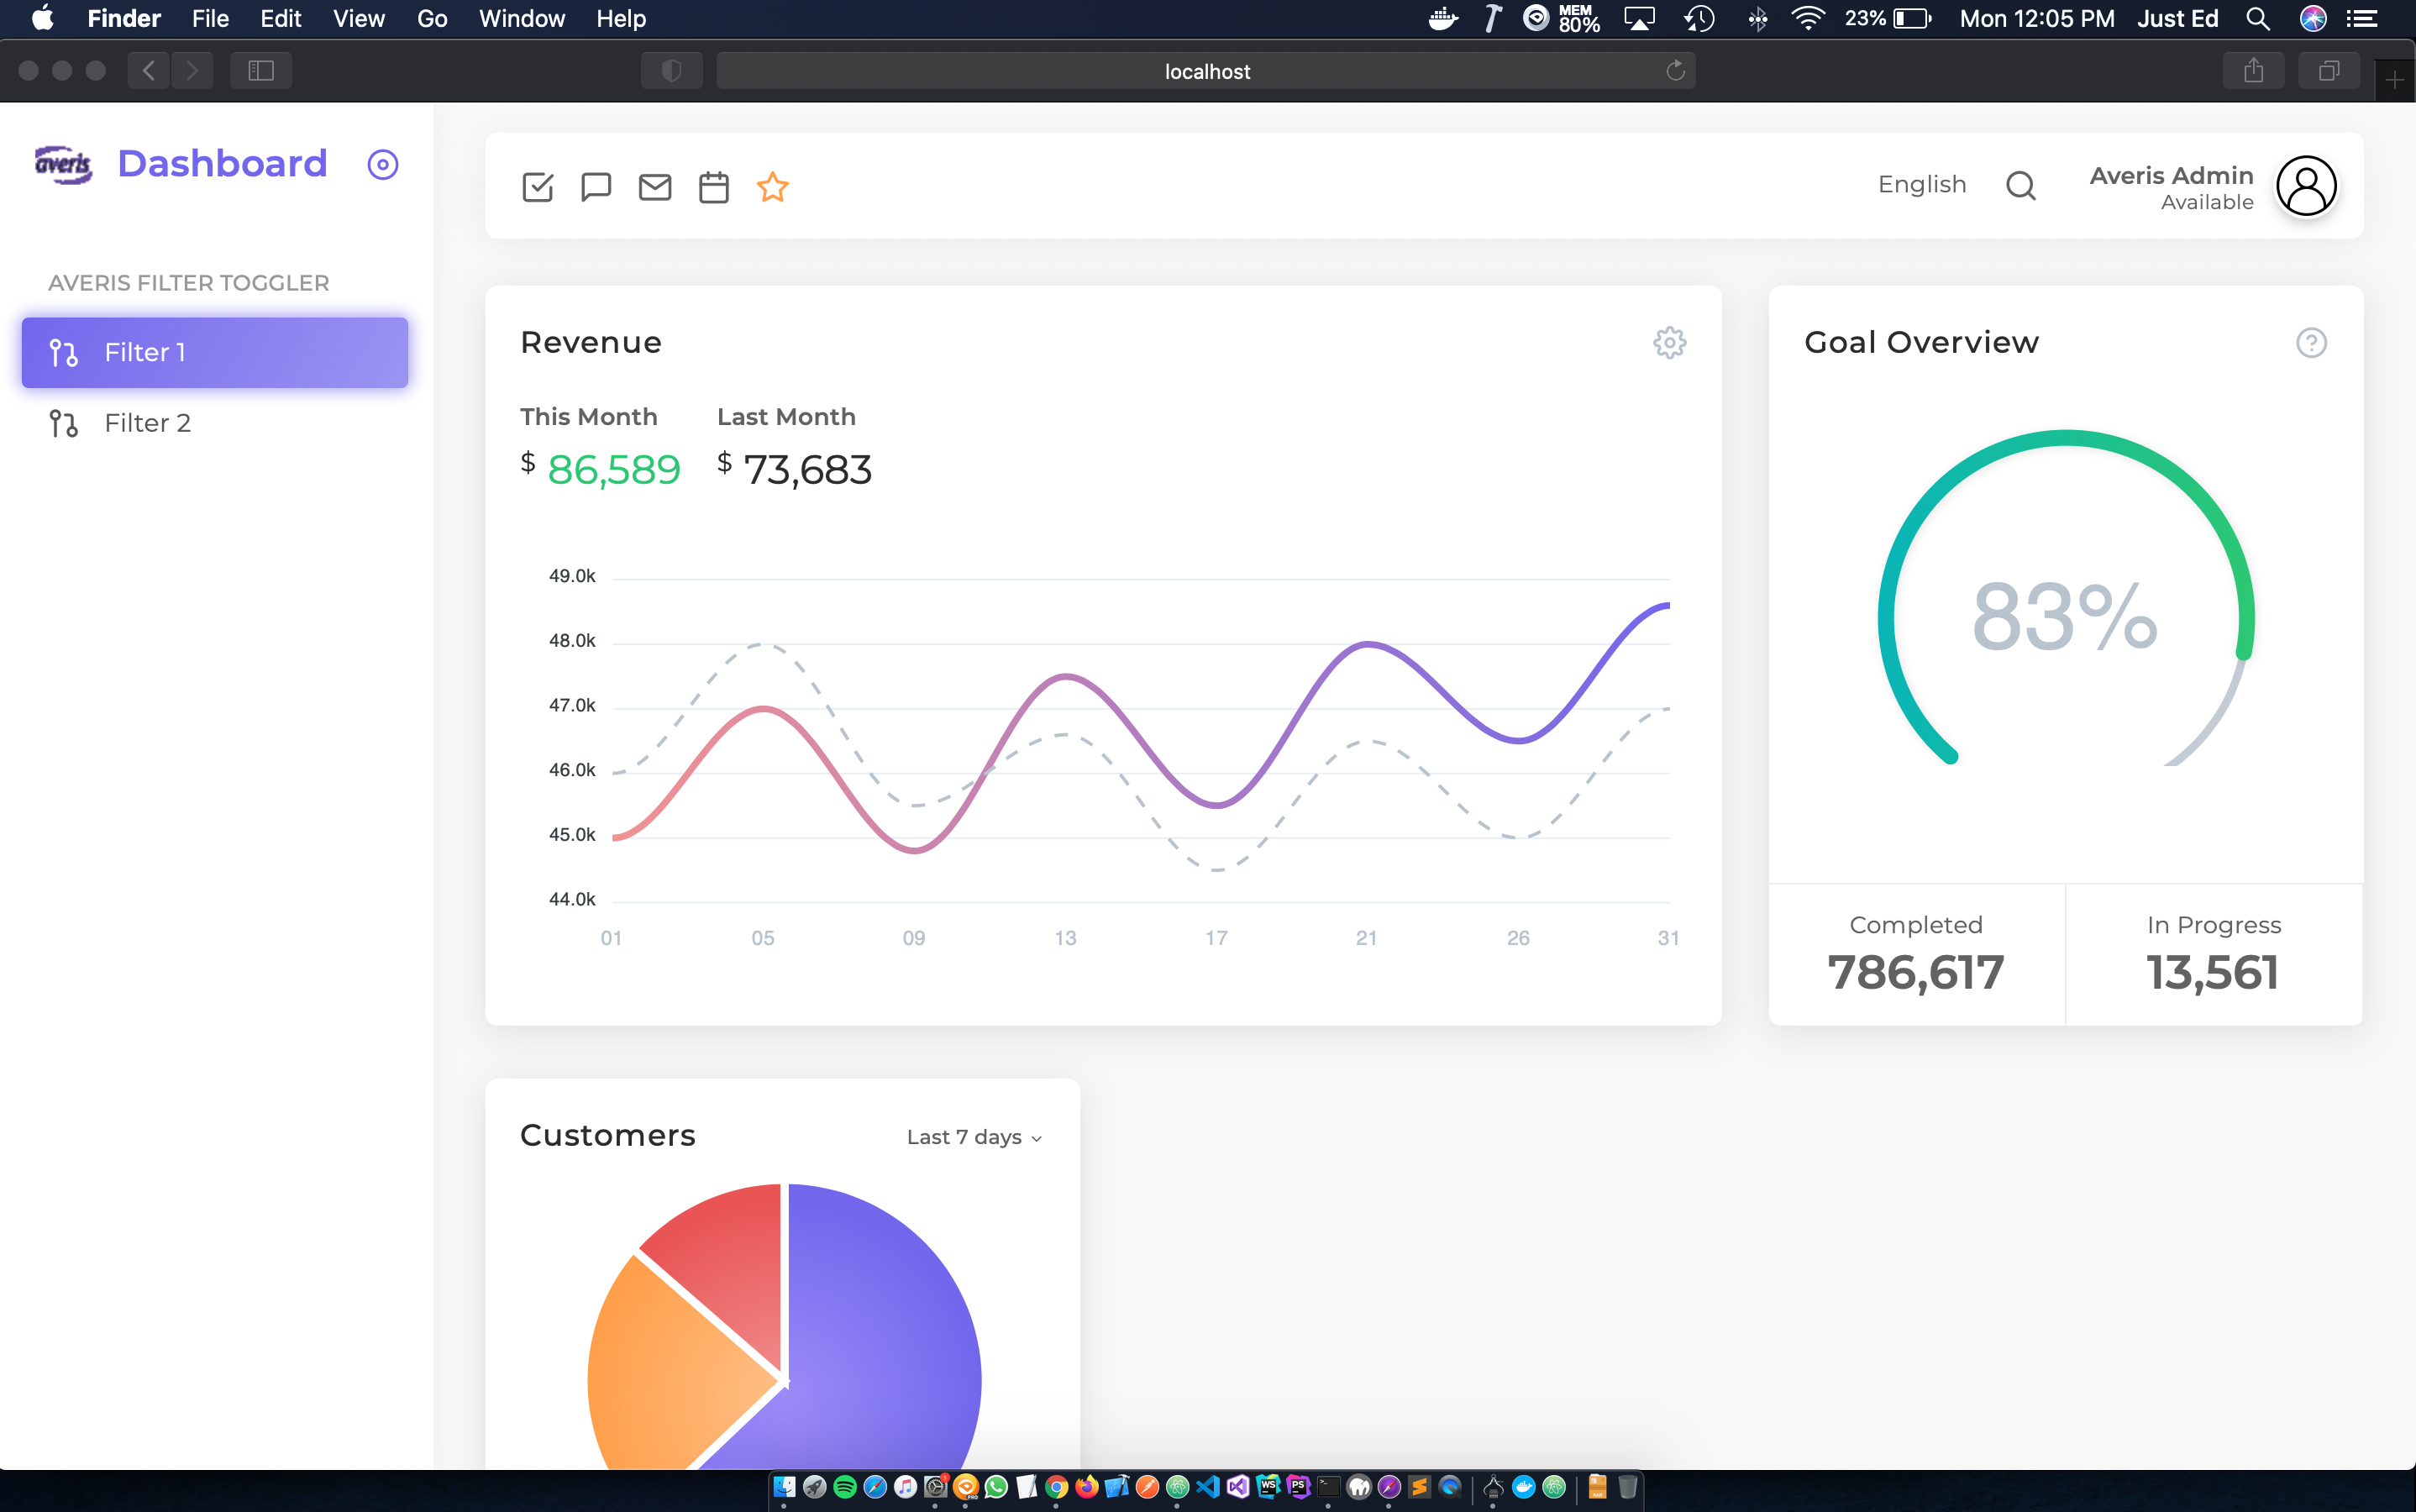 Finder File Edit View Go Window Help MEM 80% 23% Mon 12:05 PM Just Ed
localhost
averis Dashboard
English
Averis Admin
Available
AVERIS FILTER TOGGLER
Filter 1
Filter 2
Revenue
This Month Last Month
$ 86,589 $ 73,683
49.0k
48.0k
47.0k
46.0k
45.0k
44.0k
01 05 09 13 17 21 26 31
Goal Overview
83%
Completed In Progress
786,617 13,561
Customers Last 7 days
WS PS